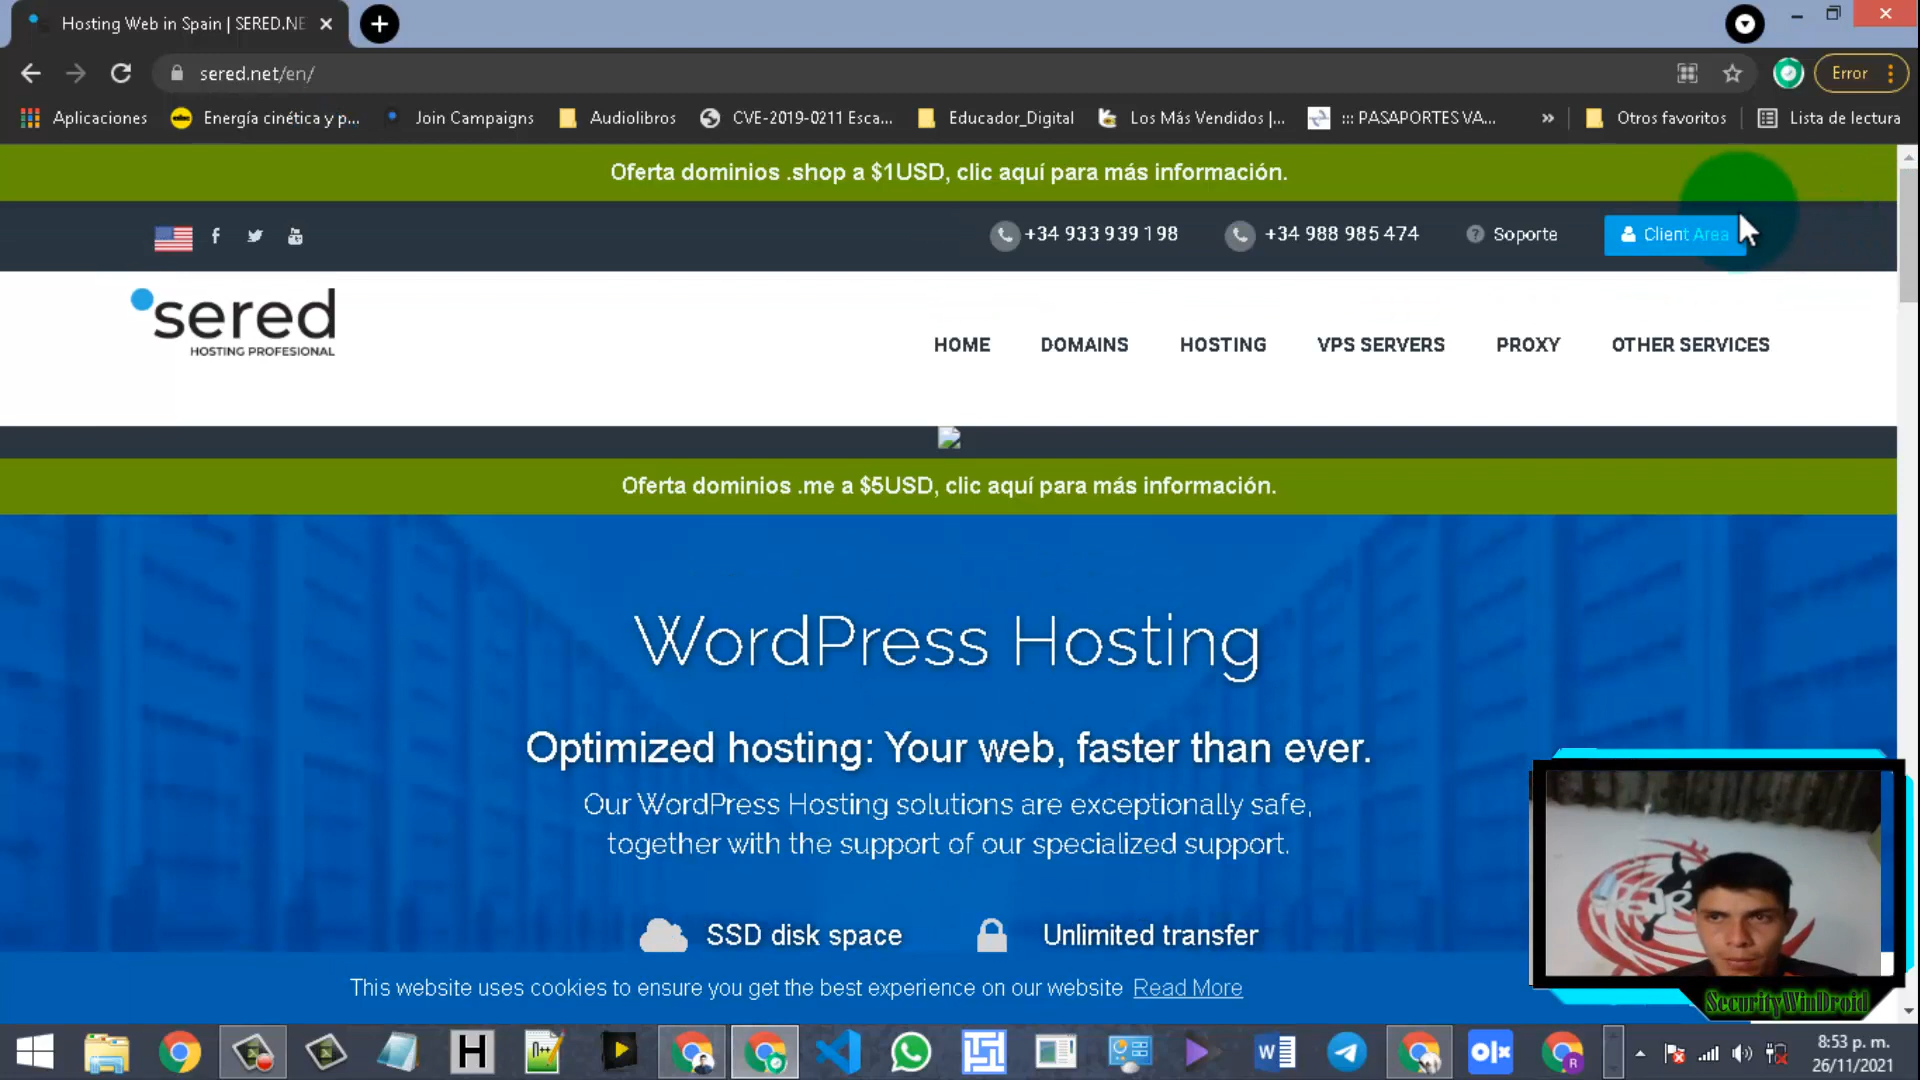 Hosting Web in Spain | SERED.NE
sered.net/en/
Error
Aplicaciones
Energía cinética y p...
Join Campaigns
Audiolibros
CVE-2019-0211 Esca...
Educador_Digital
Los Más Vendidos |...
::: PASAPORTES VA...
»
Otros favoritos
Lista de lectura
Oferta dominios .shop a $1USD, clic aquí para más información.
+34 933 939 198
+34 988 985 474
Soporte
Client Area
sered
HOSTING PROFESIONAL
HOME
DOMAINS
HOSTING
VPS SERVERS
PROXY
OTHER SERVICES
Oferta dominios .me a $5USD, clic aquí para más información.
WordPress Hosting
Optimized hosting: Your web, faster than ever.
Our WordPress Hosting solutions are exceptionally safe,
together with the support of our specialized support.
SSD disk space
Unlimited transfer
This website uses cookies to ensure you get the best experience on our website Read More
SecurityWinDroid
8:53 p. m.
26/11/2021